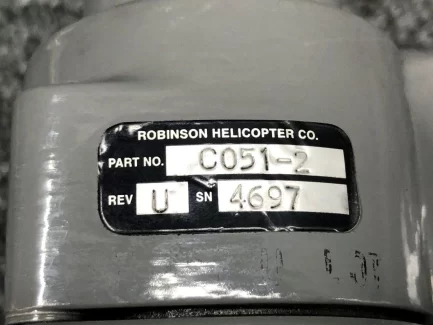 ROBINSON HELICOPTER CO.
PART NO. C051-2
REV U SN 4697